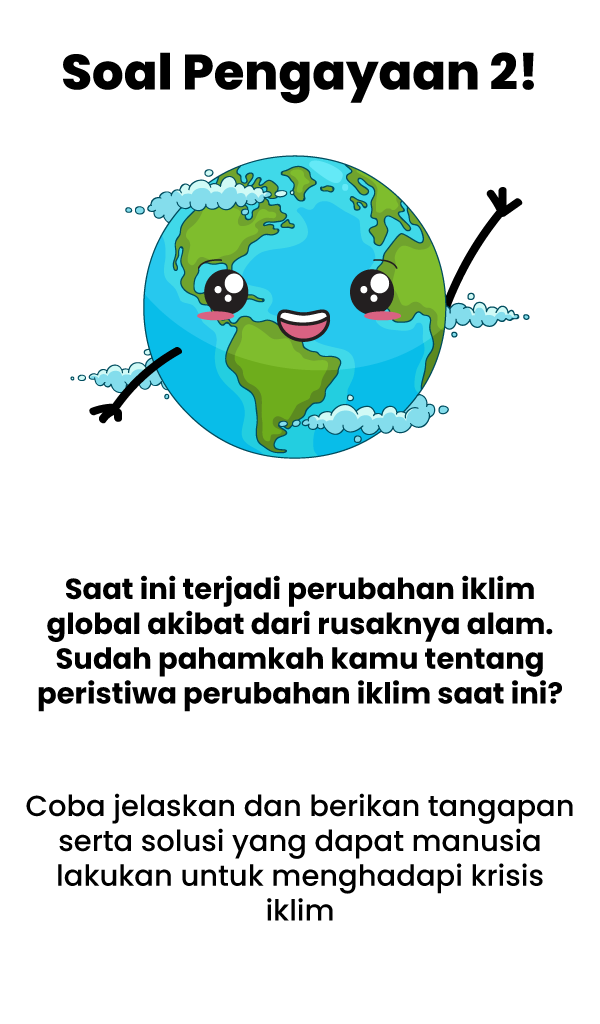 Soal Pengayaan 2!
Saat ini terjadi perubahan iklim
global akibat dari rusaknya alam.
Sudah pahamkah kamu tentang
peristiwa perubahan iklim saat ini?
Coba jelaskan dan berikan tangapan
serta solusi yang dapat manusia
lakukan untuk menghadapi krisis
iklim